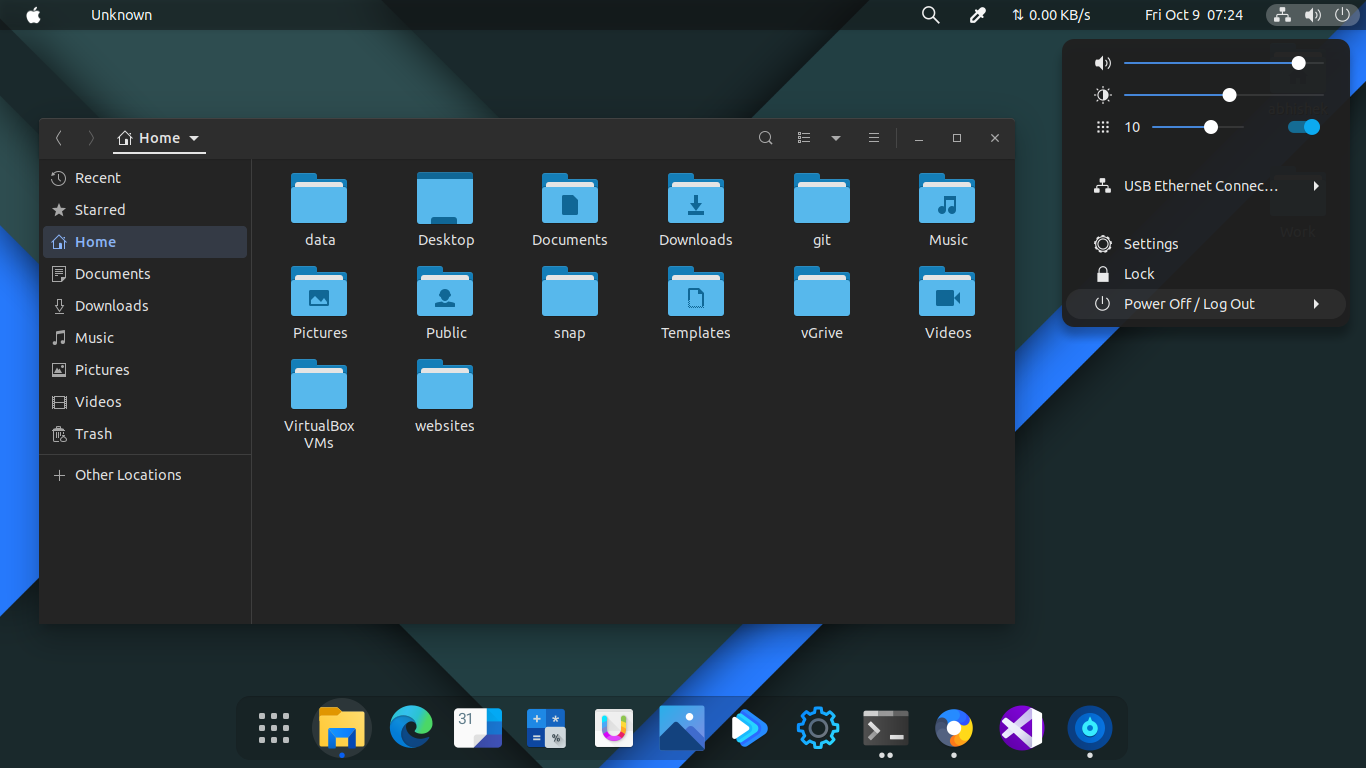 Unknown
0.00 KB/s
Fri Oct 9 07:24
10
USB Ethernet Connec...
Settings
Lock
Power Off / Log Out
Work
Home
Recent
Starred
Home
Documents
Downloads
Music
Pictures
Videos
Trash
Other Locations
data
Desktop
Documents
Downloads
git
Music
Pictures
Public
snap
Templates
vGrive
Videos
VirtualBox
VMs
websites
31
+ *
= %